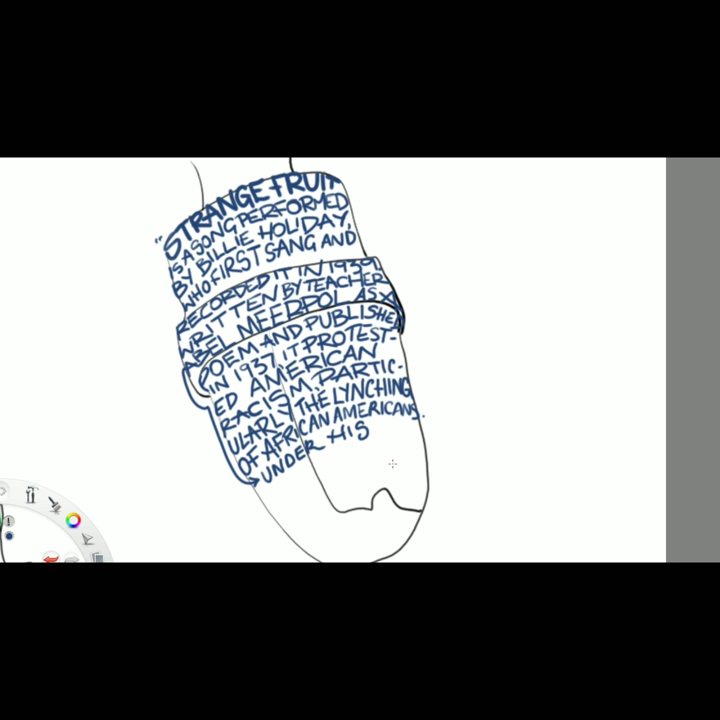 "STRANGE FRUIT
IS A SONG PERFORMED
BY BILLIE HOLIDAY,
WHO FIRST SANG AND
RECORDED IT IN 1939.
WRITTEN BY TEACHER
ABEL MEERPOL AS A
POEM AND PUBLISHED
IN 1937, IT PROTEST-
ED AMERICAN
RACISM, PARTIC-
ULARLY THE LYNCHING
OF AFRICAN AMERICANS.
UNDER HIS